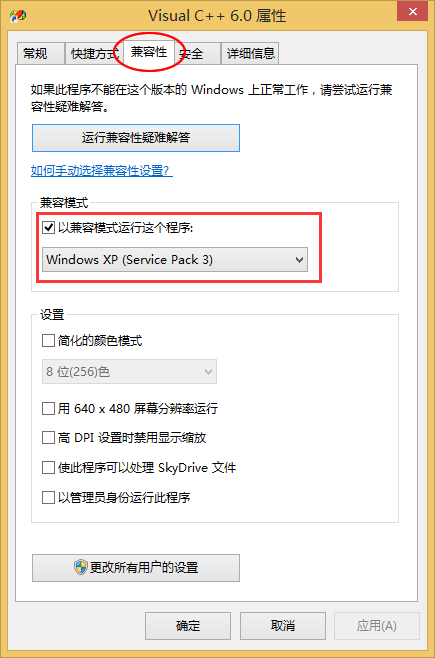 Visual C++ 6.0 属性
常规 快捷方式 兼容性 安全 详细信息
如果此程序不能在这个版本的 Windows 上正常工作，请尝试运行兼
容性疑难解答。
运行兼容性疑难解答
如何手动选择兼容性设置?
兼容模式
以兼容模式运行这个程序:
Windows XP (Service Pack 3)
设置
简化的颜色模式
8 位(256)色
用 640 x 480 屏幕分辨率运行
高 DPI 设置时禁用显示缩放
使此程序可以处理 SkyDrive 文件
以管理员身份运行此程序
更改所有用户的设置
确定 取消 应用(A)